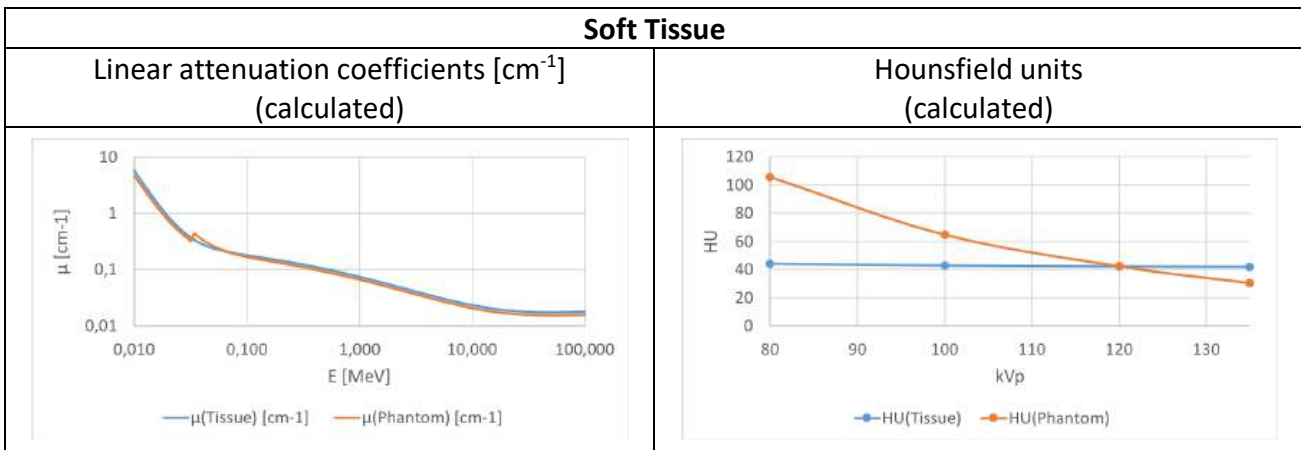 Soft Tissue
Linear attenuation coefficients [cm⁻¹]
(calculated)
Hounsfield units
(calculated)
10
1
0,1
0,01
μ [cm-1]
0,010 0,100 1,000 10,000 100,000
E [MeV]
μ(Tissue) [cm-1] μ(Phantom) [cm-1]
120
100
80
60
40
20
0
HU
80 90 100 110 120 130
kVp
HU(Tissue) HU(Phantom)